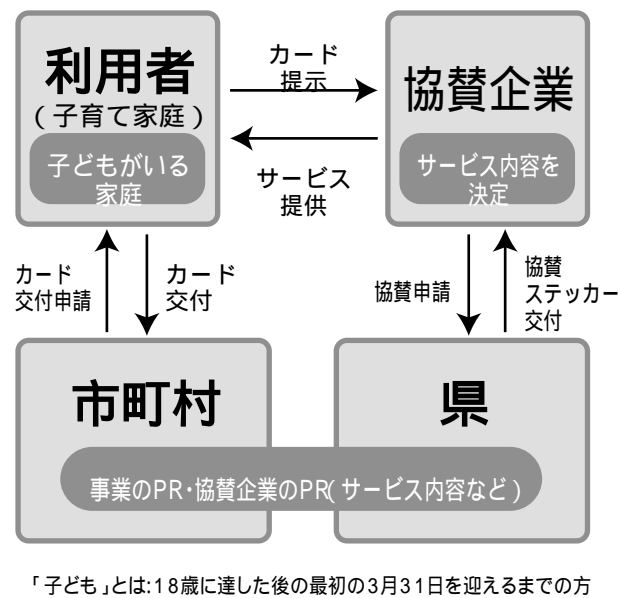 利用者
(子育て家庭)
子どもがいる
家庭
カード
提示
サービス
提供
協賛企業
サービス内容を
決定
カード
交付申請
カード
交付
協賛申請
協賛
ステッカー
交付
市町村
県
事業のPR・協賛企業のPR(サービス内容など)
「子ども」とは:18歳に達した後の最初の3月31日を迎えるまでの方